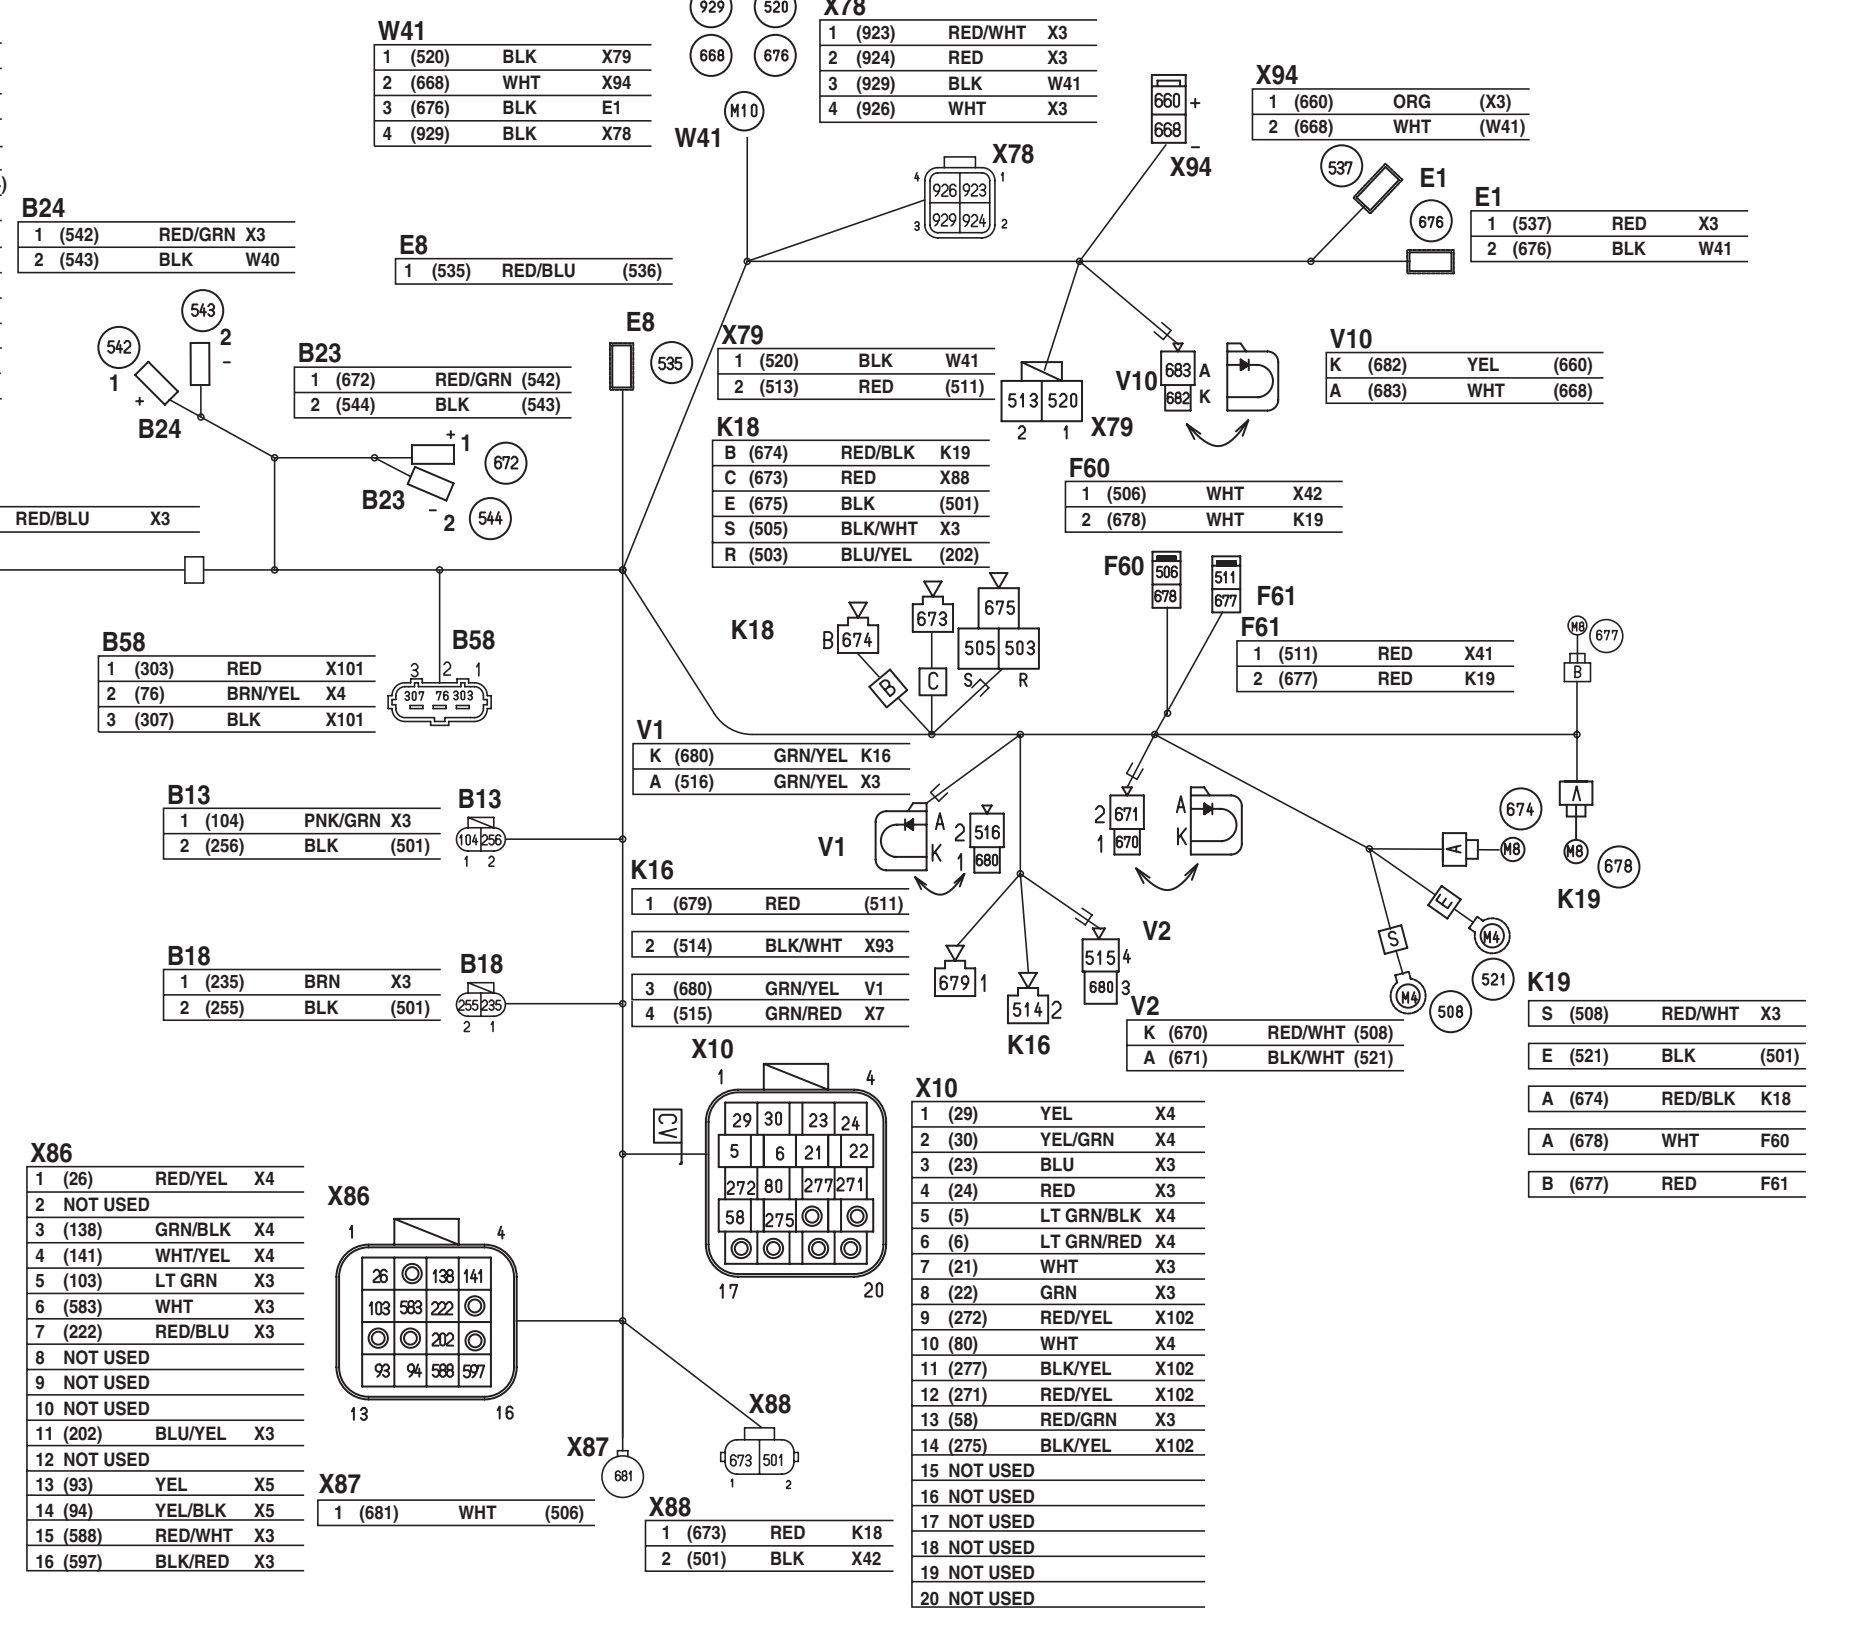 929 520
668 676
M10
W41
W41
1 (520) BLK X79
2 (668) WHT X94
3 (676) BLK E1
4 (929) BLK X78
X78
1 (923) RED/WHT X3
2 (924) RED X3
3 (929) BLK W41
4 (926) WHT X3
X78
4 926 923 1
3 929 924 2
660 +
668 -
X94
X94
1 (660) ORG (X3)
2 (668) WHT (W41)
537
E1
676
E1
1 (537) RED X3
2 (676) BLK W41
)
B24
1 (542) RED/GRN X3
2 (543) BLK W40
E8
1 (535) RED/BLU (536)
543
2
-
542
1
+
B24
B23
1 (672) RED/GRN (542)
2 (544) BLK (543)
+ 1
672
B23
- 2
544
E8
535
X79
1 (520) BLK W41
2 (513) RED (511)
513 520
2 1
X79
V10
683 A
682 K
V10
K (682) YEL (660)
A (683) WHT (668)
K18
B (674) RED/BLK K19
C (673) RED X88
E (675) BLK (501)
S (505) BLK/WHT X3
R (503) BLU/YEL (202)
F60
1 (506) WHT X42
2 (678) WHT K19
RED/BLU X3
F60
506
678
511
677
F61
F61
1 (511) RED X41
2 (677) RED K19
K18
B 674
673
675
505 503
B
C
S R
M8 677
B
B58
1 (303) RED X101
2 (76) BRN/YEL X4
3 (307) BLK X101
B58
3 2 1
307 76 303
V1
K (680) GRN/YEL K16
A (516) GRN/YEL X3
B13
1 (104) PNK/GRN X3
2 (256) BLK (501)
B13
104 256
1 2
V1
A
K
2 516
1 680
2 671
1 670
A
K
A
674
A M8
M8
678
K19
K16
1 (679) RED (511)
2 (514) BLK/WHT X93
3 (680) GRN/YEL V1
4 (515) GRN/RED X7
E
M4
S
M4
521
508
V2
515 4
680 3
679 1
514 2
K16
V2
K (670) RED/WHT (508)
A (671) BLK/WHT (521)
B18
1 (235) BRN X3
2 (255) BLK (501)
B18
255 235
2 1
K19
S (508) RED/WHT X3
E (521) BLK (501)
A (674) RED/BLK K18
A (678) WHT F60
B (677) RED F61
X10
1 4
CV
29 30 23 24
5 6 21 22
272 80 277 271
58 275
17 20
X10
1 (29) YEL X4
2 (30) YEL/GRN X4
3 (23) BLU X3
4 (24) RED X3
5 (5) LT GRN/BLK X4
6 (6) LT GRN/RED X4
7 (21) WHT X3
8 (22) GRN X3
9 (272) RED/YEL X102
10 (80) WHT X4
11 (277) BLK/YEL X102
12 (271) RED/YEL X102
13 (58) RED/GRN X3
14 (275) BLK/YEL X102
15 NOT USED
16 NOT USED
17 NOT USED
18 NOT USED
19 NOT USED
20 NOT USED
X86
1 (26) RED/YEL X4
2 NOT USED
3 (138) GRN/BLK X4
4 (141) WHT/YEL X4
5 (103) LT GRN X3
6 (583) WHT X3
7 (222) RED/BLU X3
8 NOT USED
9 NOT USED
10 NOT USED
11 (202) BLU/YEL X3
12 NOT USED
13 (93) YEL X5
14 (94) YEL/BLK X5
15 (588) RED/WHT X3
16 (597) BLK/RED X3
X86
1 4
26 138 141
103 583 222
202
93 94 588 597
13 16
X87
681
X87
1 (681) WHT (506)
X88
673 501
1 2
X88
1 (673) RED K18
2 (501) BLK X42